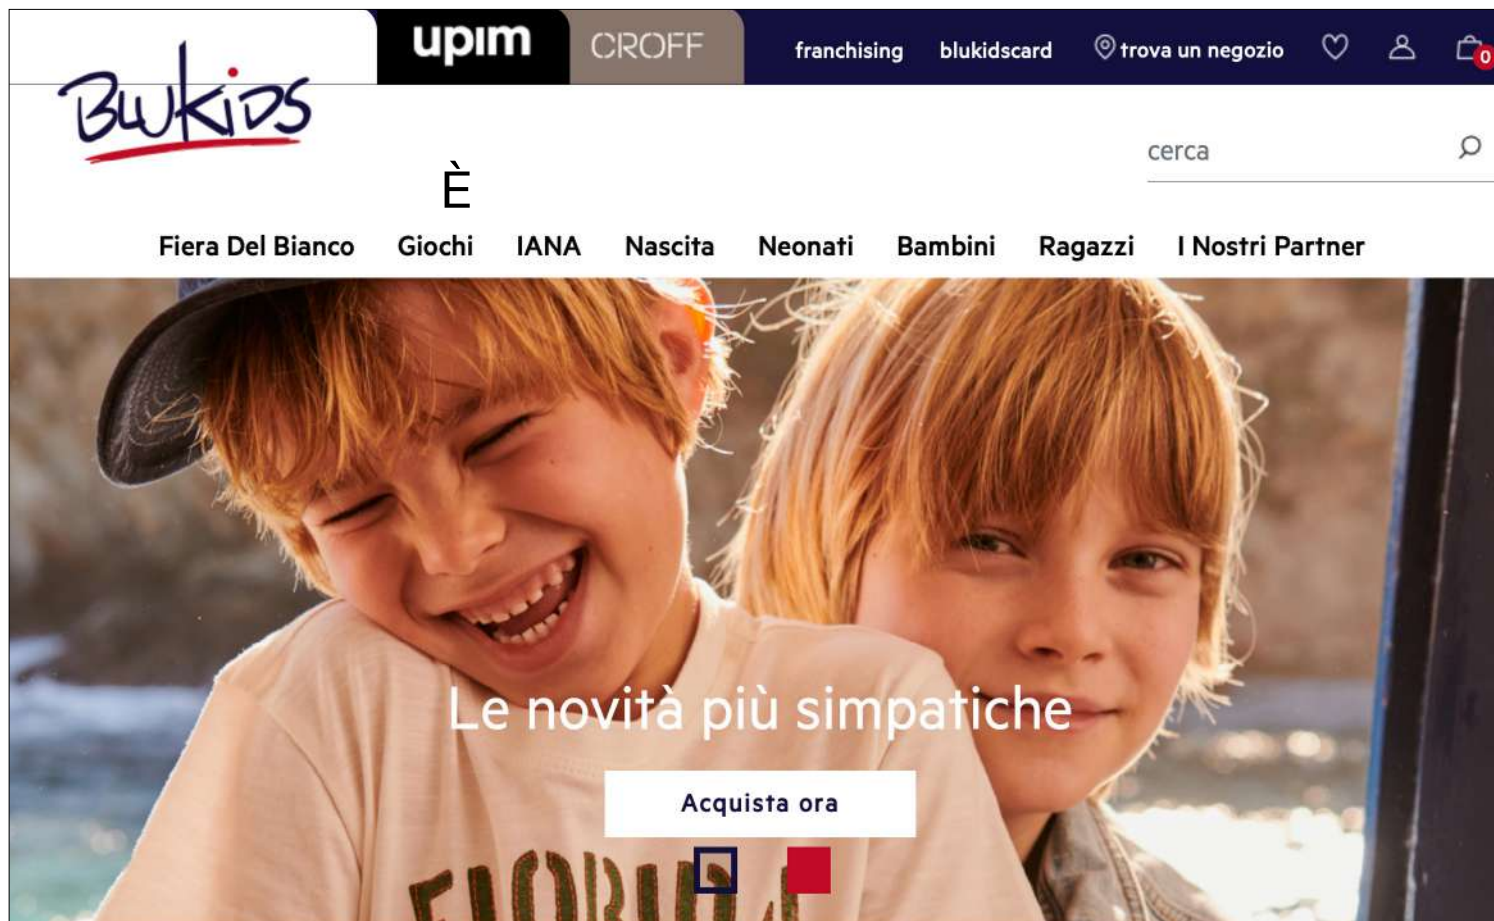 upim
CROFF
franchising
blukidscard
trova un negozio
0
BLUKIDS
cerca
È
Fiera Del Bianco
Giochi
IANA
Nascita
Neonati
Bambini
Ragazzi
I Nostri Partner
Le novità più simpatiche
Acquista ora
FLORIDA